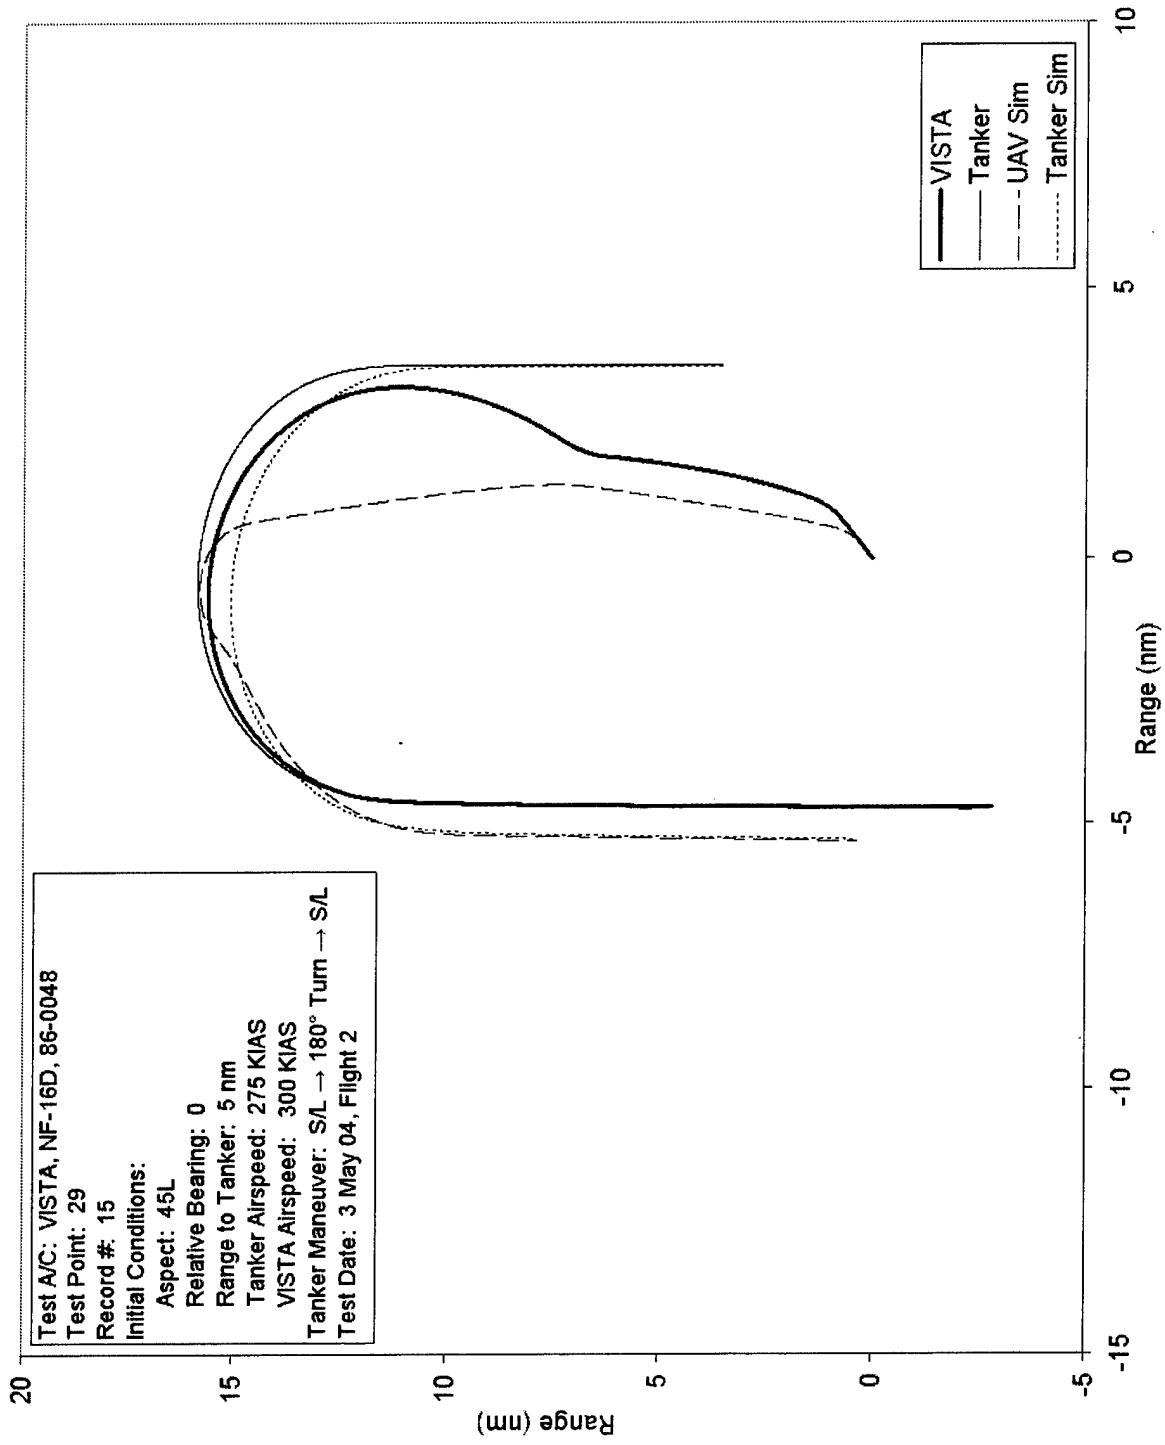 Test A/C: VISTA, NF-16D, 86-0048
Test Point: 29
Record #: 15
Initial Conditions:
Aspect: 45L
Relative Bearing: 0
Range to Tanker: 5 nm
Tanker Airspeed: 275 KIAS
VISTA Airspeed: 300 KIAS
Tanker Maneuver: S/L → 180° Turn → S/L
Test Date: 3 May 04, Flight 2
VISTA
Tanker
UAV Sim
Tanker Sim
Range (nm)
20
15
10
5
0
-5
-15
-10
-5
0
5
10
Range (nm)